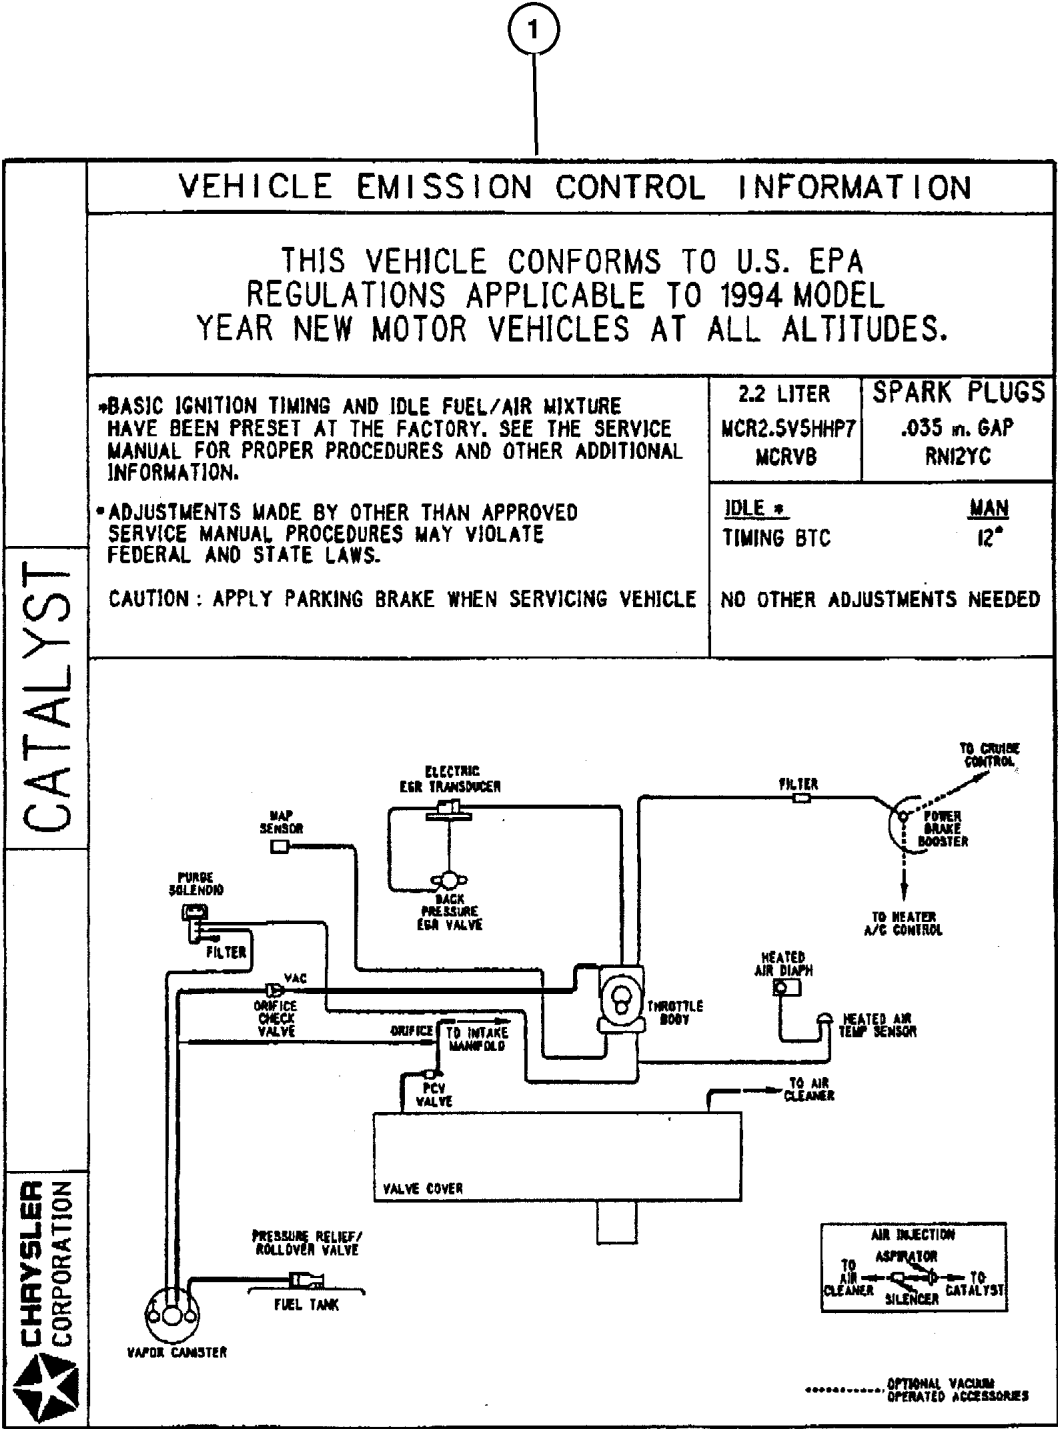 1
VEHICLE EMISSION CONTROL INFORMATION
THIS VEHICLE CONFORMS TO U.S. EPA
REGULATIONS APPLICABLE TO 1994 MODEL
YEAR NEW MOTOR VEHICLES AT ALL ALTITUDES.
*BASIC IGNITION TIMING AND IDLE FUEL/AIR MIXTURE
HAVE BEEN PRESET AT THE FACTORY. SEE THE SERVICE
MANUAL FOR PROPER PROCEDURES AND OTHER ADDITIONAL
INFORMATION.
•ADJUSTMENTS MADE BY OTHER THAN APPROVED
SERVICE MANUAL PROCEDURES MAY VIOLATE
FEDERAL AND STATE LAWS.
CAUTION : APPLY PARKING BRAKE WHEN SERVICING VEHICLE
2.2 LITER
MCR2.5V5HHP7
MCRVB
SPARK PLUGS
.035 in. GAP
RN12YC
IDLE * MAN
TIMING BTC 12°
NO OTHER ADJUSTMENTS NEEDED
CATALYST
CHRYSLER
CORPORATION
TO CRUISE
CONTROL
ELECTRIC
EGR TRANSDUCER
FILTER
MAP
SENSOR
POWER
BRAKE
BOOSTER
PURGE
SOLENOID
BACK
PRESSURE
EGR VALVE
TO HEATER
A/C CONTROL
FILTER
HEATED
AIR DIAPH
VAC
ORIFICE
CHECK
VALVE
THROTTLE
BODY
HEATED AIR
TEMP SENSOR
ORIFICE
TO INTAKE
MANIFOLD
PCV
VALVE
TO AIR
CLEANER
VALVE COVER
PRESSURE RELIEF/
ROLLOVER VALVE
FUEL TANK
VAPOR CANISTER
AIR INJECTION
ASPIRATOR
TO
AIR
CLEANER
SILENCER
TO
CATALYST
OPTIONAL VACUUM
OPERATED ACCESSORIES